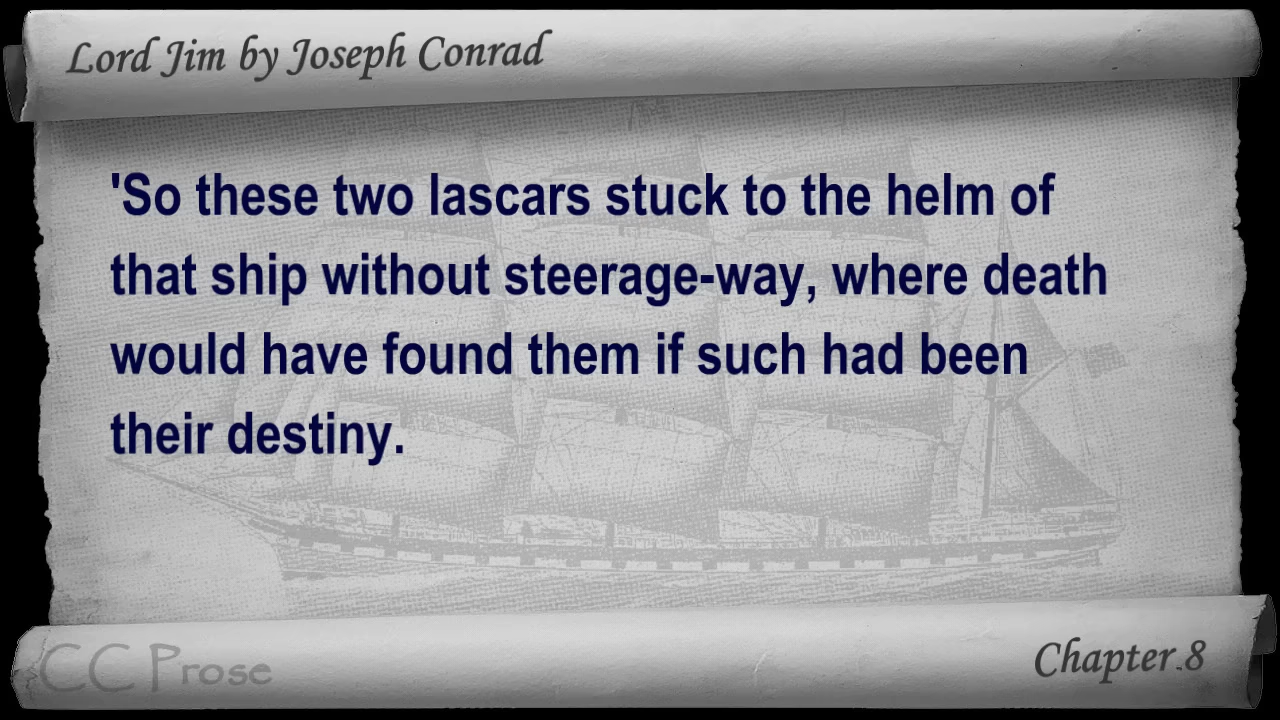 Lord Jim by Joseph Conrad
'So these two lascars stuck to the helm of
that ship without steerage-way, where death
would have found them if such had been
their destiny.
CC Prose
Chapter 8